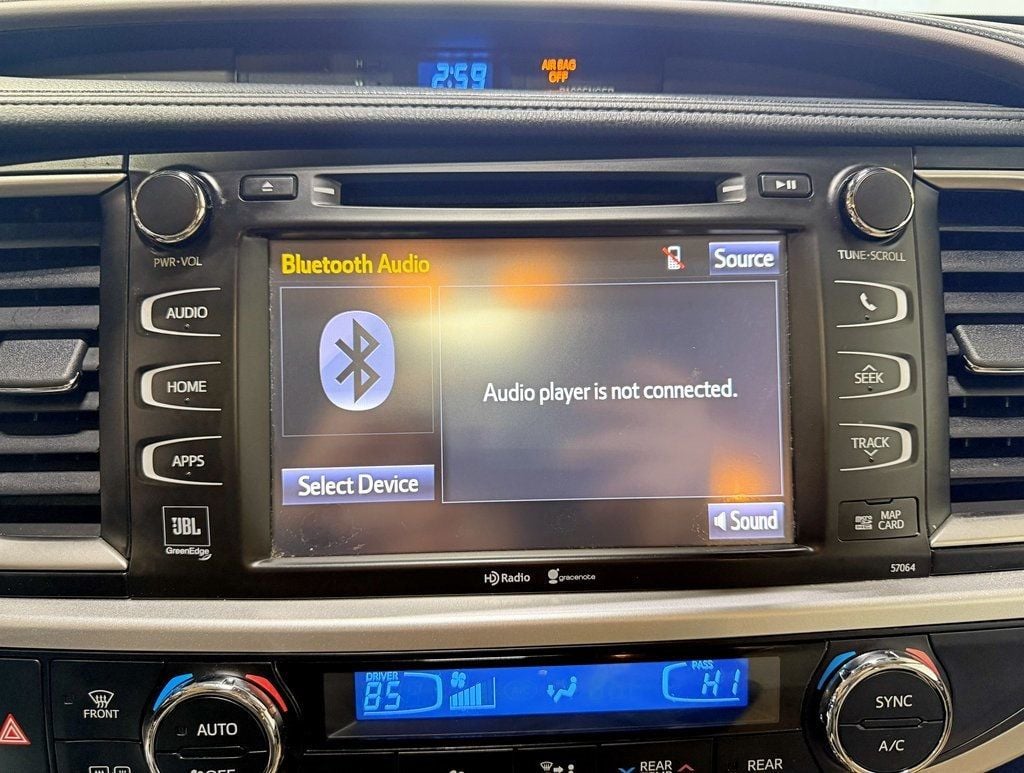 2:59
AIR BAG
OFF
PASSENGER
PWR•VOL
TUNE•SCROLL
Bluetooth Audio
Source
AUDIO
HOME
APPS
Audio player is not connected.
SEEK
TRACK
Select Device
Sound
JBL
GreenEdge
MAP
CARD
HD Radio
gracenote
57064
DRIVER
85
PASS
HI
FRONT
AUTO
OFF
SYNC
A/C
REAR
REAR